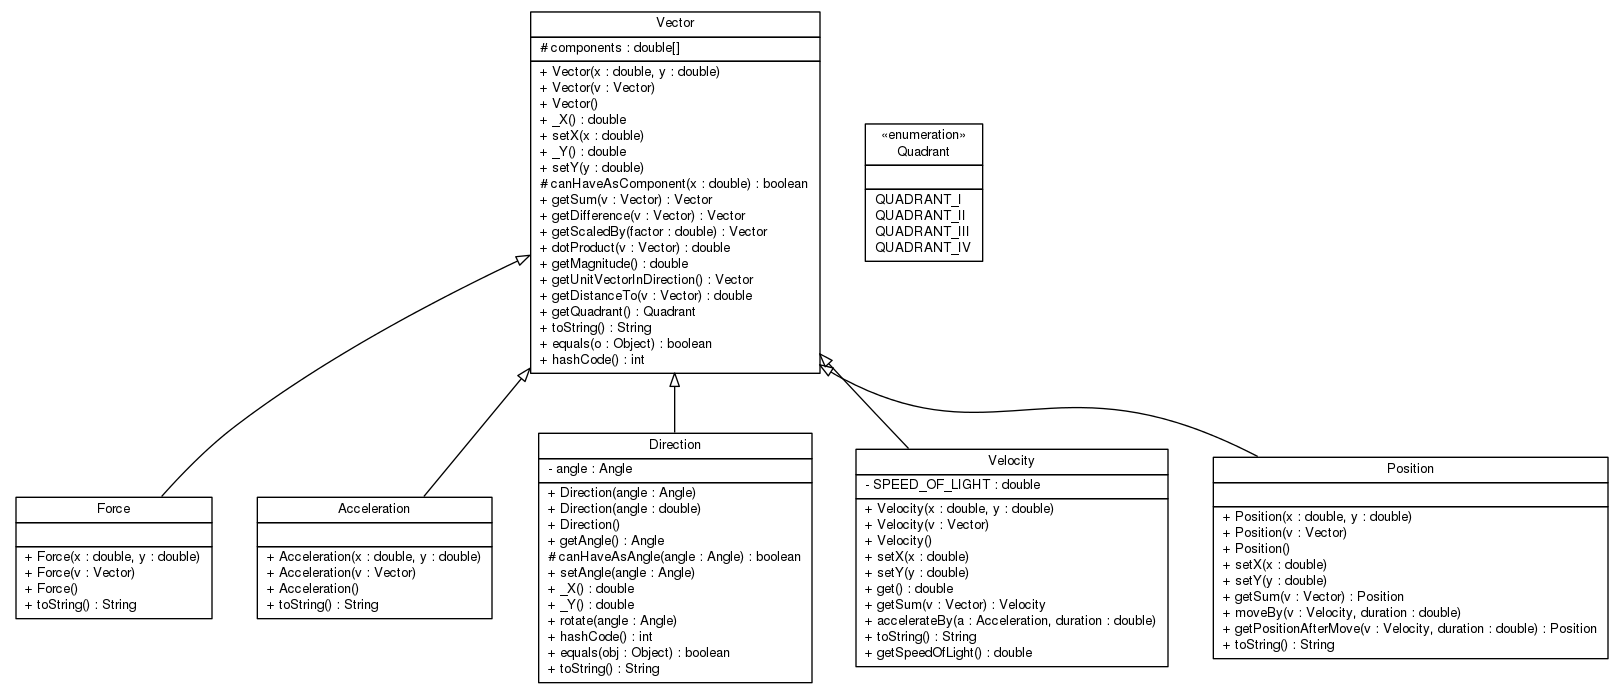 Vector
# components : double[]
+ Vector(x : double, y : double)
+ Vector(v : Vector)
+ Vector()
+ _X() : double
+ setX(x : double)
+ _Y() : double
+ setY(y : double)
# canHaveAsComponent(x : double) : boolean
+ getSum(v : Vector) : Vector
+ getDifference(v : Vector) : Vector
+ getScaledBy(factor : double) : Vector
+ dotProduct(v : Vector) : double
+ getMagnitude() : double
+ getUnitVectorInDirection() : Vector
+ getDistanceTo(v : Vector) : double
+ getQuadrant() : Quadrant
+ toString() : String
+ equals(o : Object) : boolean
+ hashCode() : int
«enumeration»
Quadrant
QUADRANT_I
QUADRANT_II
QUADRANT_III
QUADRANT_IV
Force
+ Force(x : double, y : double)
+ Force(v : Vector)
+ Force()
+ toString() : String
Acceleration
+ Acceleration(x : double, y : double)
+ Acceleration(v : Vector)
+ Acceleration()
+ toString() : String
Direction
- angle : Angle
+ Direction(angle : Angle)
+ Direction(angle : double)
+ Direction()
+ getAngle() : Angle
# canHaveAsAngle(angle : Angle) : boolean
+ setAngle(angle : Angle)
+ _X() : double
+ _Y() : double
+ rotate(angle : Angle)
+ hashCode() : int
+ equals(obj : Object) : boolean
+ toString() : String
Velocity
- SPEED_OF_LIGHT : double
+ Velocity(x : double, y : double)
+ Velocity(v : Vector)
+ Velocity()
+ setX(x : double)
+ setY(y : double)
+ get() : double
+ getSum(v : Vector) : Velocity
+ accelerateBy(a : Acceleration, duration : double)
+ toString() : String
+ getSpeedOfLight() : double
Position
+ Position(x : double, y : double)
+ Position(v : Vector)
+ Position()
+ setX(x : double)
+ setY(y : double)
+ getSum(v : Vector) : Position
+ moveBy(v : Velocity, duration : double)
+ getPositionAfterMove(v : Velocity, duration : double) : Position
+ toString() : String